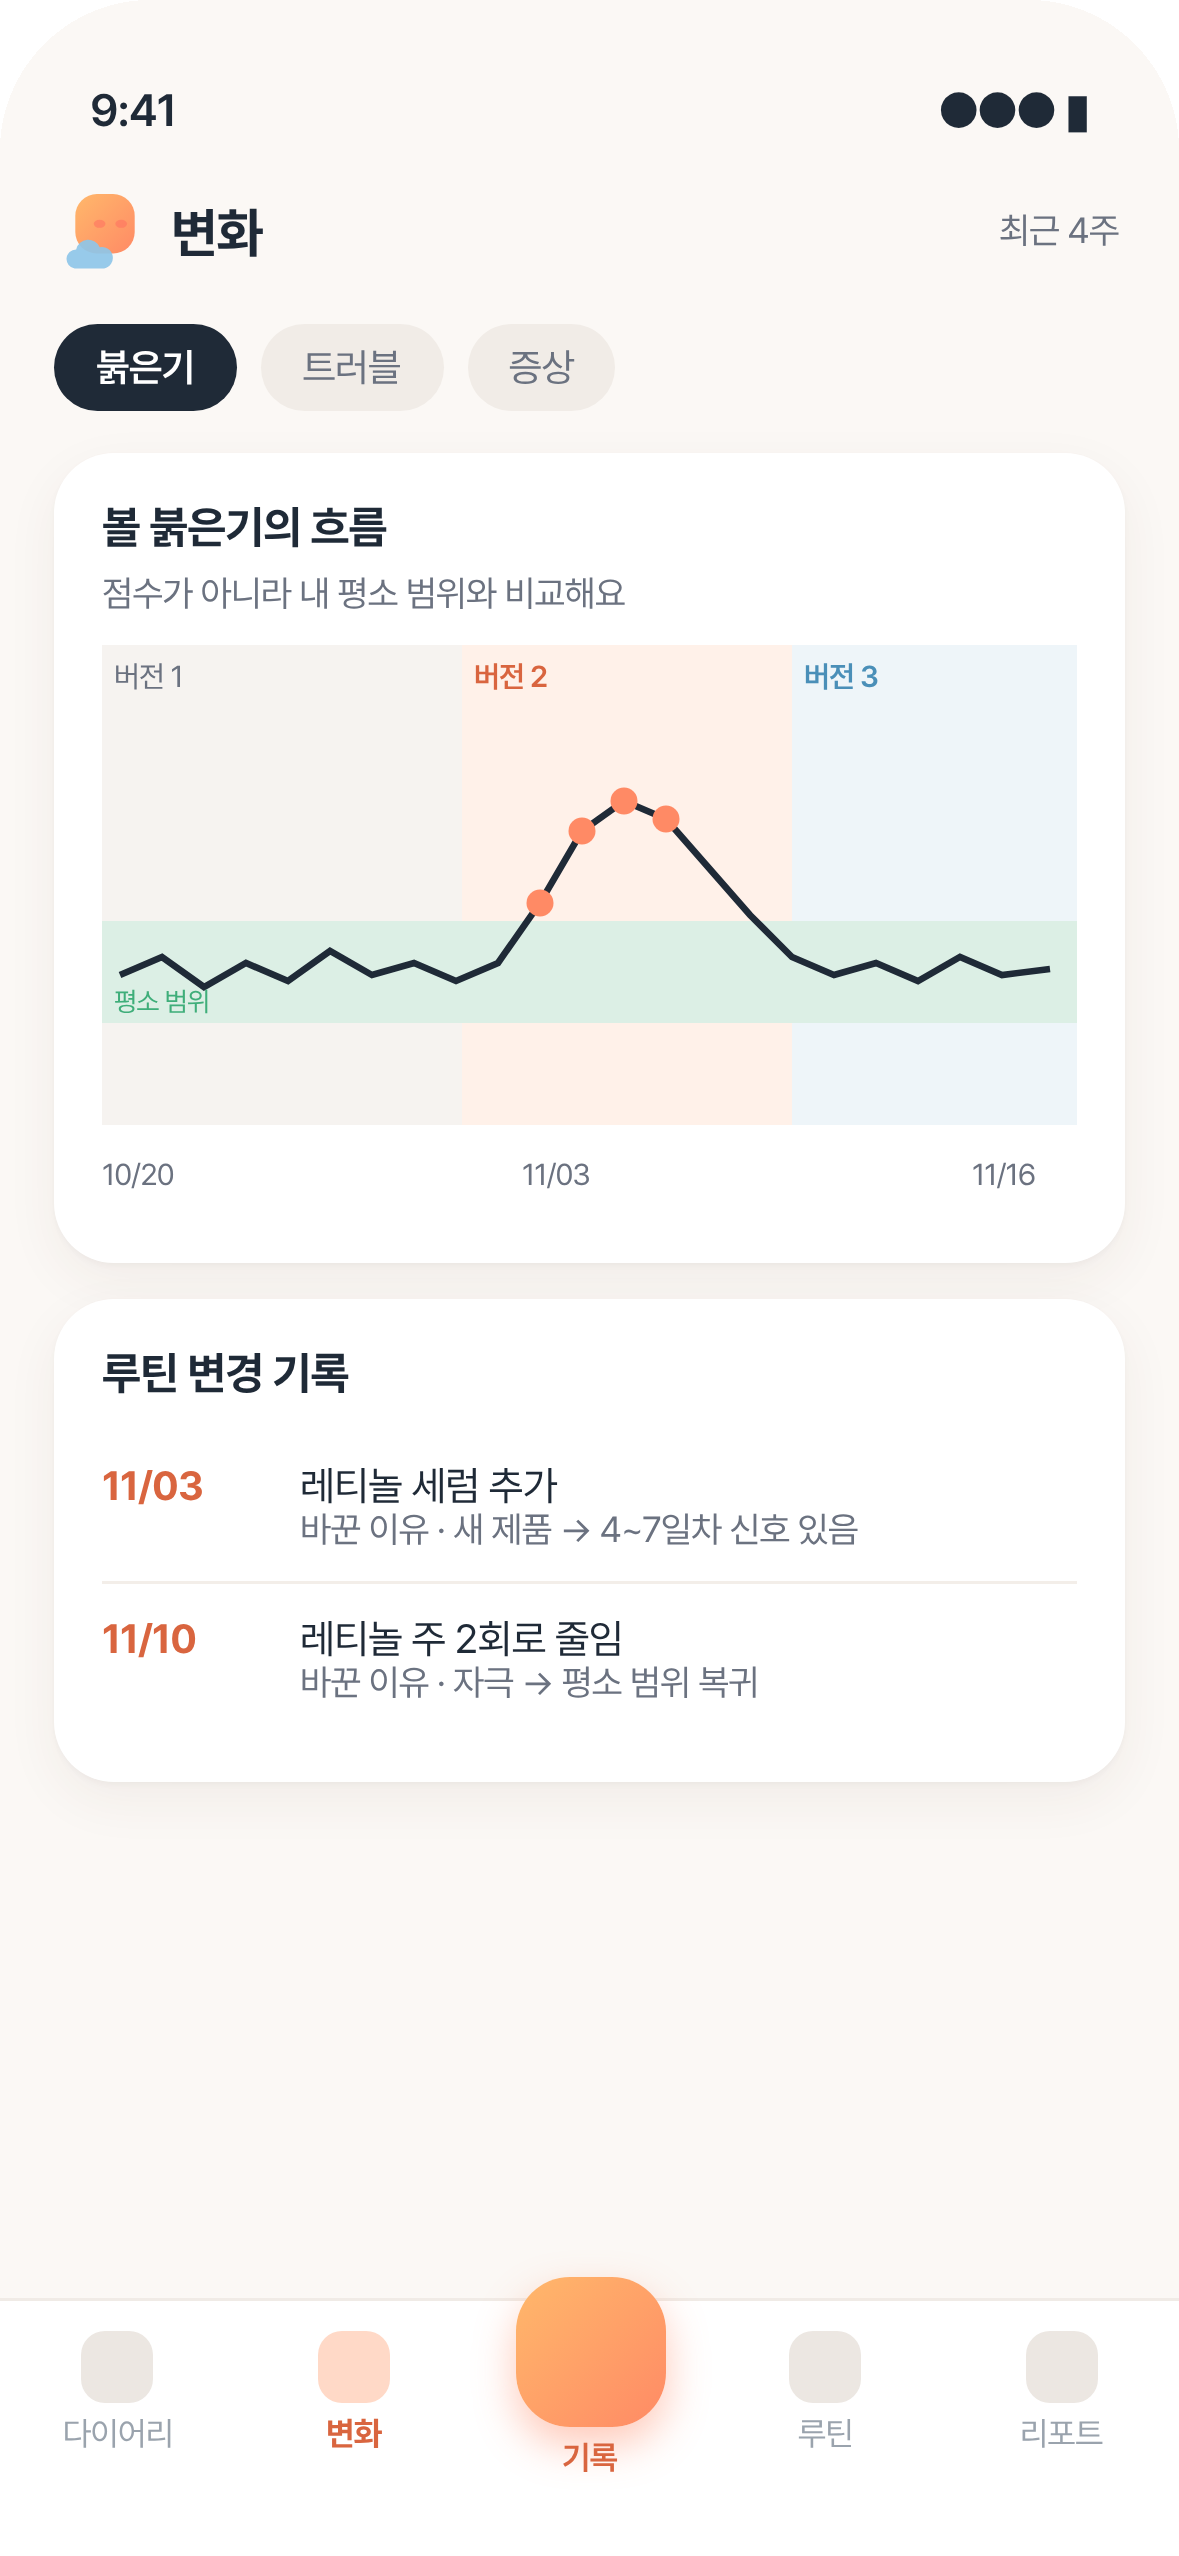 9:41
변화
최근 4주
붉은기
트러블
증상
볼 붉은기의 흐름
점수가 아니라 내 평소 범위와 비교해요
버전 1
버전 2
버전 3
평소 범위
10/20
11/03
11/16
루틴 변경 기록
11/03
레티놀 세럼 추가
바꾼 이유 · 새 제품 → 4~7일차 신호 있음
11/10
레티놀 주 2회로 줄임
바꾼 이유 · 자극 → 평소 범위 복귀
다이어리
변화
기록
루틴
리포트